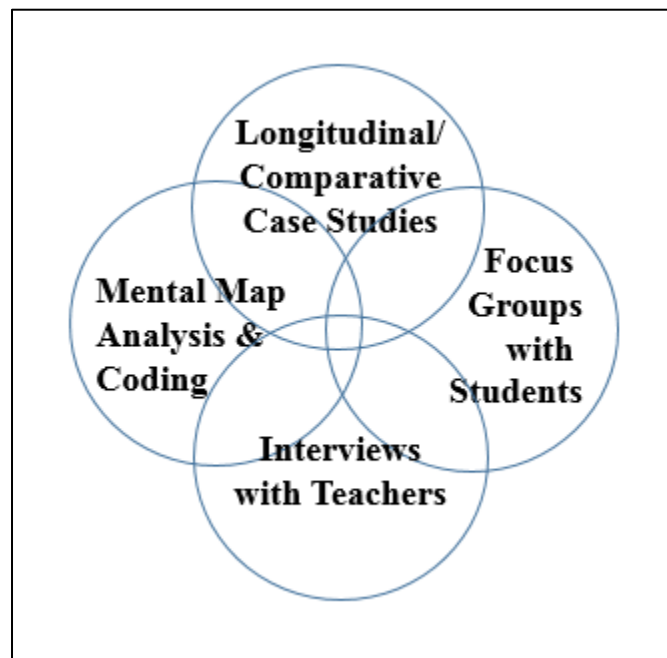 Longitudinal/
Comparative
Case Studies
Mental Map
Analysis &
Coding
Focus
Groups
with
Students
Interviews
with Teachers